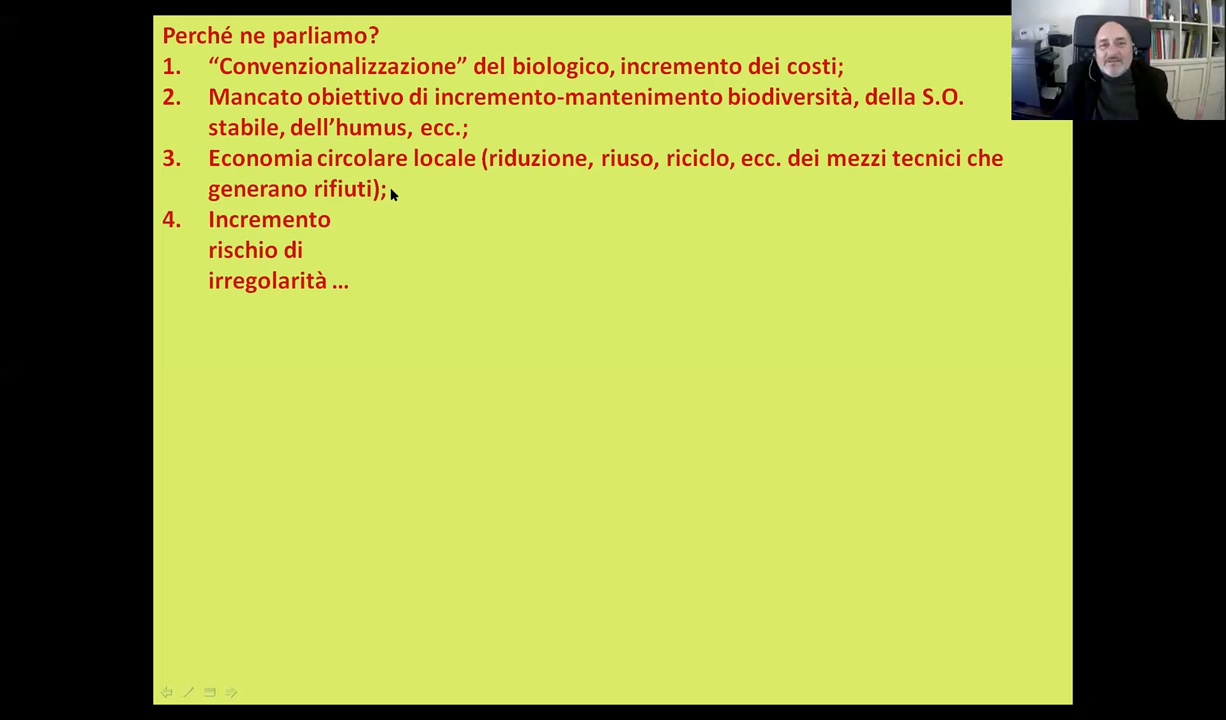 Perché ne parliamo?
1. “Convenzionalizzazione” del biologico, incremento dei costi;
2. Mancato obiettivo di incremento-mantenimento biodiversità, della S.O.
stabile, dell’humus, ecc.;
3. Economia circolare locale (riduzione, riuso, riciclo, ecc. dei mezzi tecnici che
generano rifiuti);
4. Incremento
rischio di
irregolarità ...